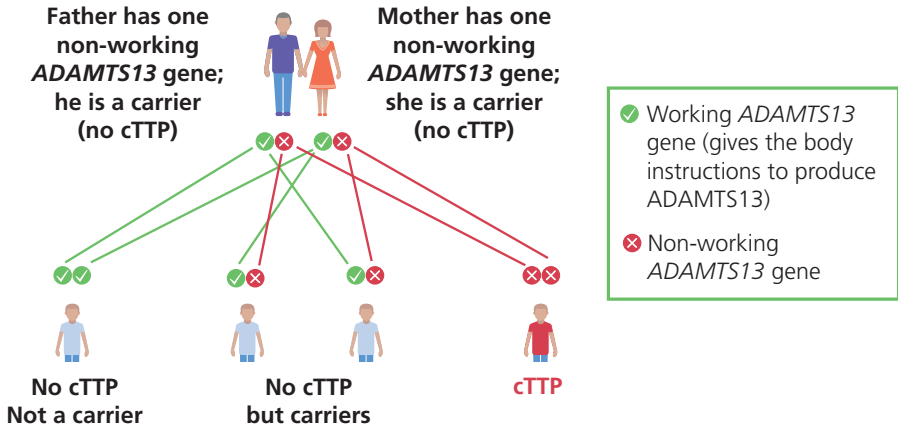 Father has one
non-working
ADAMTS13 gene;
he is a carrier
(no cTTP)
Mother has one
non-working
ADAMTS13 gene;
she is a carrier
(no cTTP)
Working ADAMTS13
gene (gives the body
instructions to produce
ADAMTS13)
Non-working
ADAMTS13 gene
No cTTP
Not a carrier
No cTTP
but carriers
cTTP